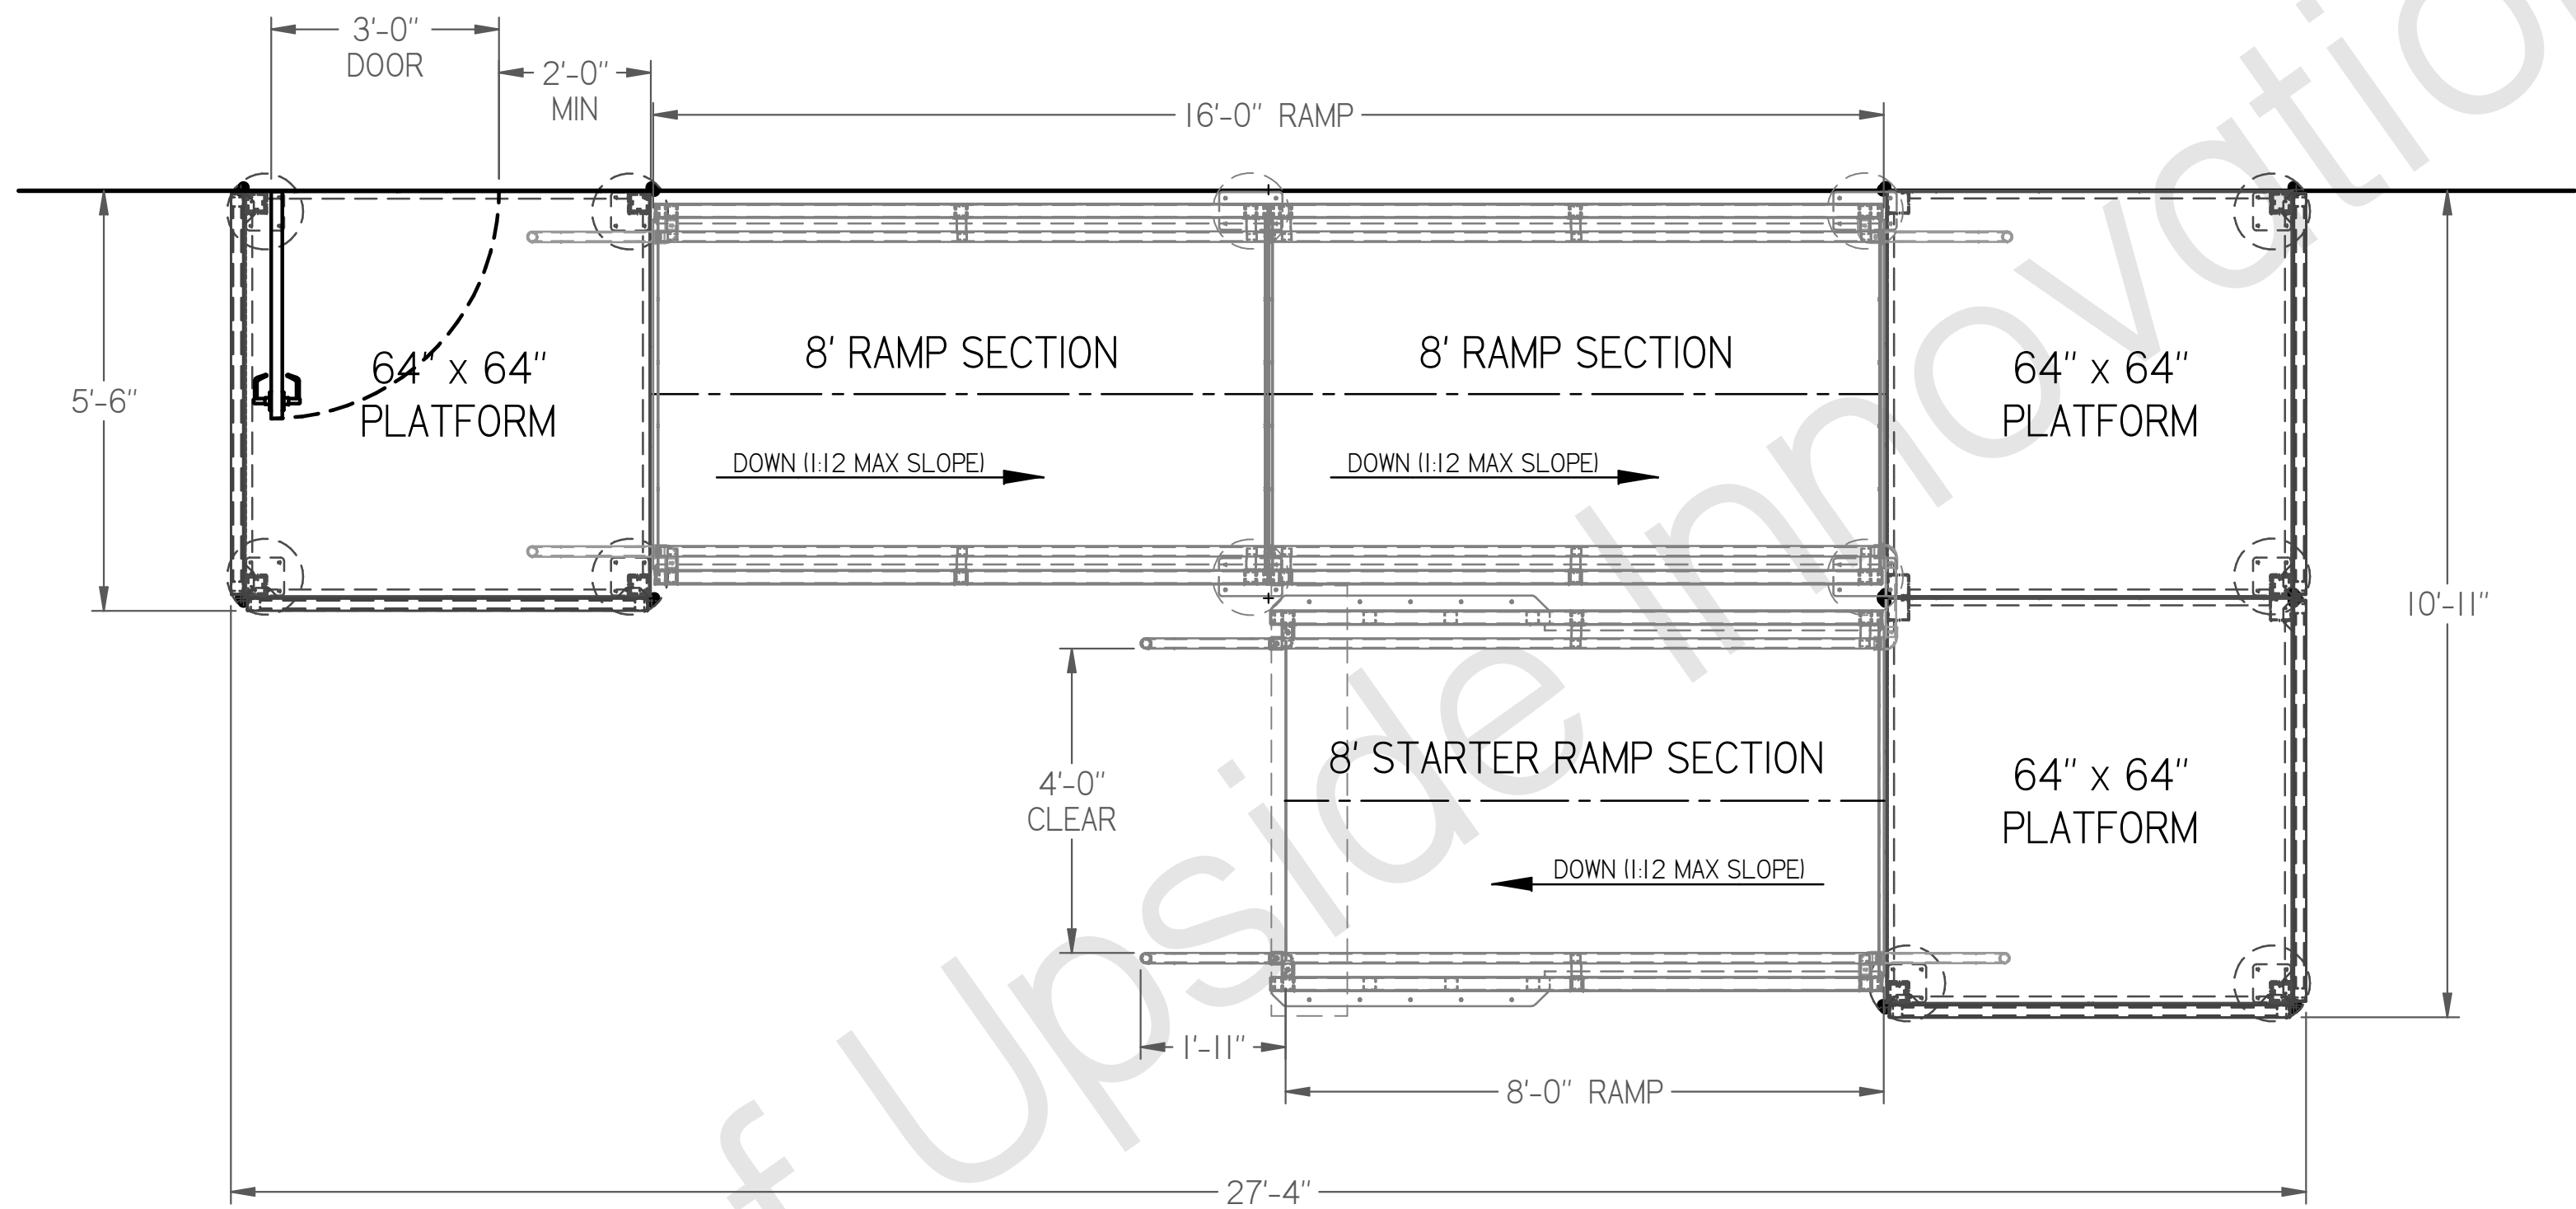 3'-0"
DOOR
2'-0"
MIN
16'-0" RAMP
8' RAMP SECTION
8' RAMP SECTION
64" x 64"
PLATFORM
64" x 64"
PLATFORM
5'-6"
DOWN (1:12 MAX SLOPE)
DOWN (1:12 MAX SLOPE)
10'-11"
8' STARTER RAMP SECTION
4'-0"
CLEAR
64" x 64"
PLATFORM
DOWN (1:12 MAX SLOPE)
1'-11"
8'-0" RAMP
27'-4"
f Upside Innovation